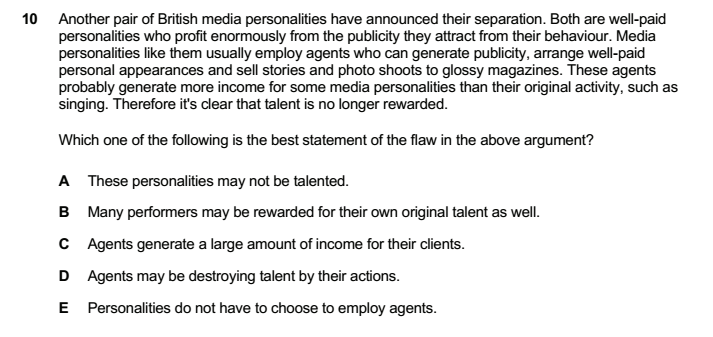 10 Another pair of British media personalities have announced their separation. Both are well-paid
personalities who profit enormously from the publicity they attract from their behaviour. Media
personalities like them usually employ agents who can generate publicity, arrange well-paid
personal appearances and sell stories and photo shoots to glossy magazines. These agents
probably generate more income for some media personalities than their original activity, such as
singing. Therefore it's clear that talent is no longer rewarded.
Which one of the following is the best statement of the flaw in the above argument?
A These personalities may not be talented.
B Many performers may be rewarded for their own original talent as well.
C Agents generate a large amount of income for their clients.
D Agents may be destroying talent by their actions.
E Personalities do not have to choose to employ agents.